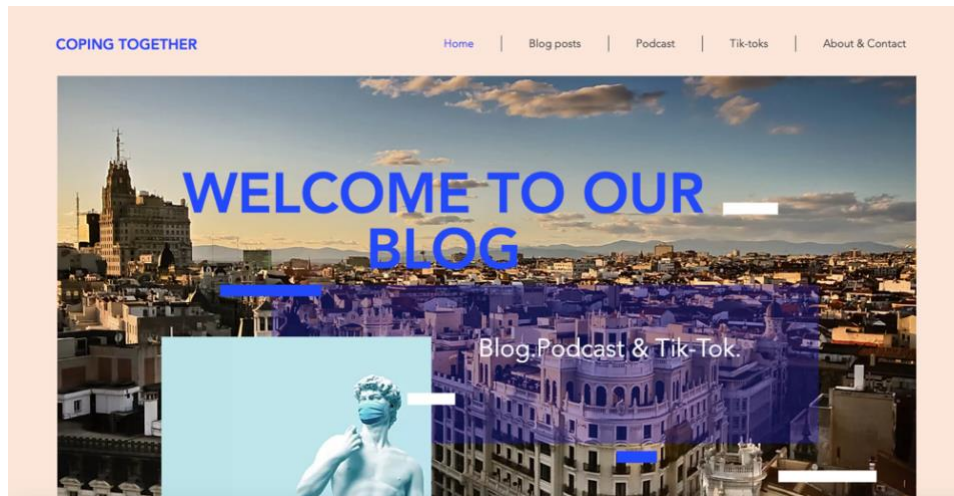 COPING TOGETHER
Home | Blog posts | Podcast | Tik-toks | About & Contact
WELCOME TO OUR
BLOG
Blog.Podcast & Tik-Tok.